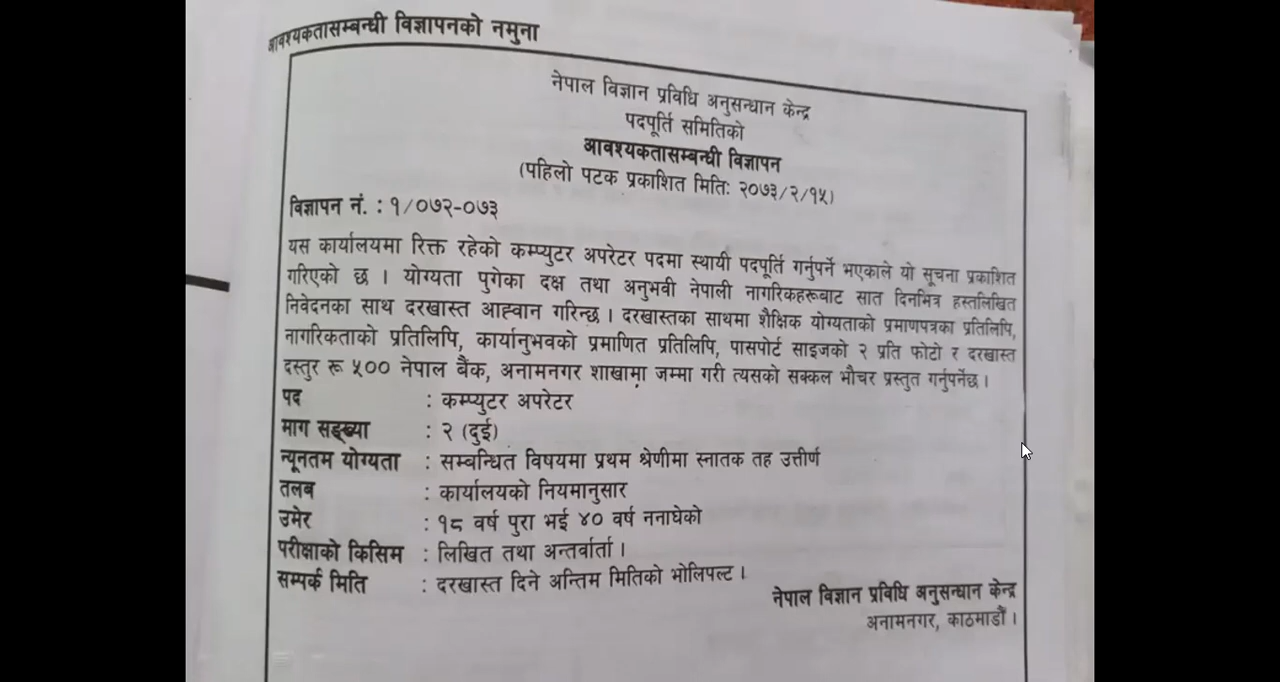 आवश्यकतासम्बन्धी विज्ञापनको नमुना
नेपाल विज्ञान प्रविधि अनुसन्धान केन्द्र
पदपूर्ति समितिको
आवश्यकतासम्बन्धी विज्ञापन
(पहिलो पटक प्रकाशित मितिः २०७३/२/१५)
विज्ञापन नं. : १/०७२-०७३
यस कार्यालयमा रिक्त रहेको कम्प्युटर अपरेटर पदमा स्थायी पदपूर्ति गर्नुपर्ने भएकाले यो सूचना प्रकाशित
गरिएको छ । योग्यता पुगेका दक्ष तथा अनुभवी नेपाली नागरिकहरूबाट सात दिनभित्र हस्तलिखित
निवेदनका साथ दरखास्त आह्वान गरिन्छ । दरखास्तका साथमा शैक्षिक योग्यताको प्रमाणपत्रका प्रतिलिपि,
नागरिकताको प्रतिलिपि, कार्यानुभवको प्रमाणित प्रतिलिपि, पासपोर्ट साइजको २ प्रति फोटो र दरखास्त
दस्तुर रू ५०० नेपाल बैंक, अनामनगर शाखामा जम्मा गरी त्यसको सक्कल भौचर प्रस्तुत गर्नुपर्नेछ ।
पद : कम्प्युटर अपरेटर
माग सङ्ख्या : २ (दुई)
न्यूनतम योग्यता : सम्बन्धित विषयमा प्रथम श्रेणीमा स्नातक तह उत्तीर्ण
तलब : कार्यालयको नियमानुसार
उमेर : १८ वर्ष पुरा भई ४० वर्ष ननाघेको
परीक्षाको किसिम : लिखित तथा अन्तर्वार्ता ।
सम्पर्क मिति : दरखास्त दिने अन्तिम मितिको भोलिपल्ट ।
नेपाल विज्ञान प्रविधि अनुसन्धान केन्द्र
अनामनगर, काठमाडौँ ।